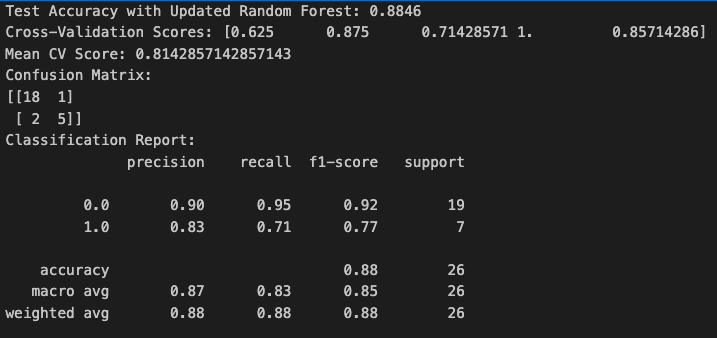 Test Accuracy with Updated Random Forest: 0.8846
Cross-Validation Scores: [0.625      0.875      0.71428571 1.         0.85714286]
Mean CV Score: 0.8142857142857143
Confusion Matrix:
[[18  1]
 [ 2  5]]
Classification Report:
              precision    recall  f1-score   support

         0.0       0.90      0.95      0.92        19
         1.0       0.83      0.71      0.77         7

    accuracy                           0.88        26
   macro avg       0.87      0.83      0.85        26
weighted avg       0.88      0.88      0.88        26